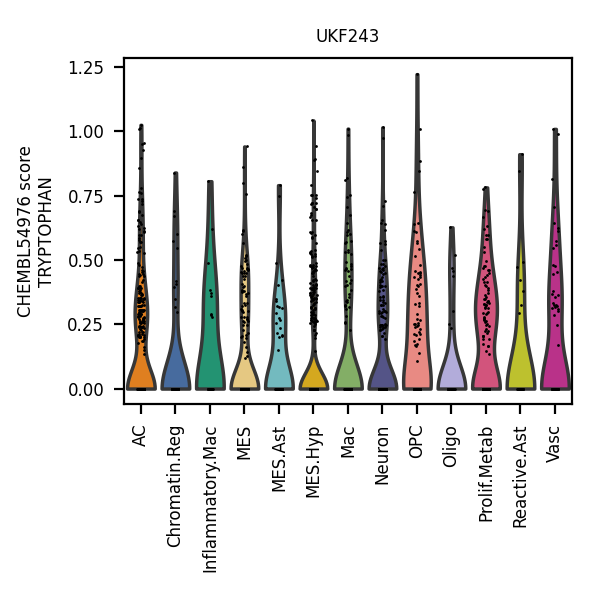 UKF243
CHEMBL54976 score
TRYPTOPHAN
1.25
1.00
0.75
0.50
0.25
0.00
AC
Chromatin.Reg
Inflammatory.Mac
MES
MES.Ast
MES.Hyp
Mac
Neuron
OPC
Oligo
Prolif.Metab
Reactive.Ast
Vasc